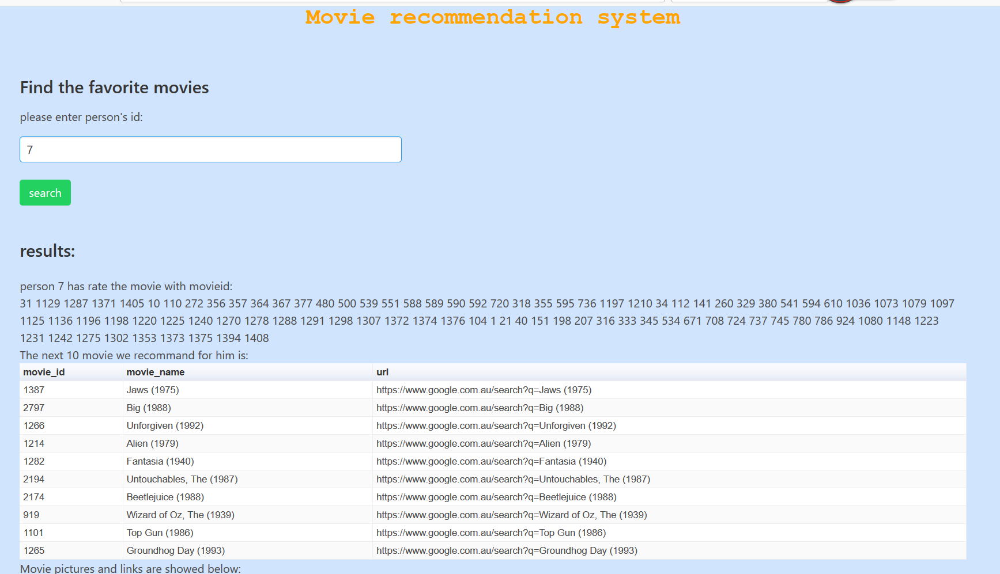 Movie recommendation system
Find the favorite movies
please enter person's id:
7
search
results:
person 7 has rate the movie with movieid:
31 1129 1287 1371 1405 10 110 272 356 357 364 367 377 480 500 539 551 588 589 590 592 720 318 355 595 736 1197 1210 34 112 141 260 329 380 541 594 610 1036 1073 1079 1097
1125 1136 1196 1198 1220 1225 1240 1270 1278 1288 1291 1298 1307 1372 1374 1376 104 1 21 40 151 198 207 316 333 345 534 671 708 724 737 745 780 786 924 1080 1148 1223
1231 1242 1275 1302 1353 1373 1375 1394 1408
The next 10 movie we recommand for him is:
movie_id movie_name url
1387 Jaws (1975) https://www.google.com.au/search?q=Jaws (1975)
2797 Big (1988) https://www.google.com.au/search?q=Big (1988)
1266 Unforgiven (1992) https://www.google.com.au/search?q=Unforgiven (1992)
1214 Alien (1979) https://www.google.com.au/search?q=Alien (1979)
1282 Fantasia (1940) https://www.google.com.au/search?q=Fantasia (1940)
2194 Untouchables, The (1987) https://www.google.com.au/search?q=Untouchables, The (1987)
2174 Beetlejuice (1988) https://www.google.com.au/search?q=Beetlejuice (1988)
919 Wizard of Oz, The (1939) https://www.google.com.au/search?q=Wizard of Oz, The (1939)
1101 Top Gun (1986) https://www.google.com.au/search?q=Top Gun (1986)
1265 Groundhog Day (1993) https://www.google.com.au/search?q=Groundhog Day (1993)
Movie pictures and links are showed below: